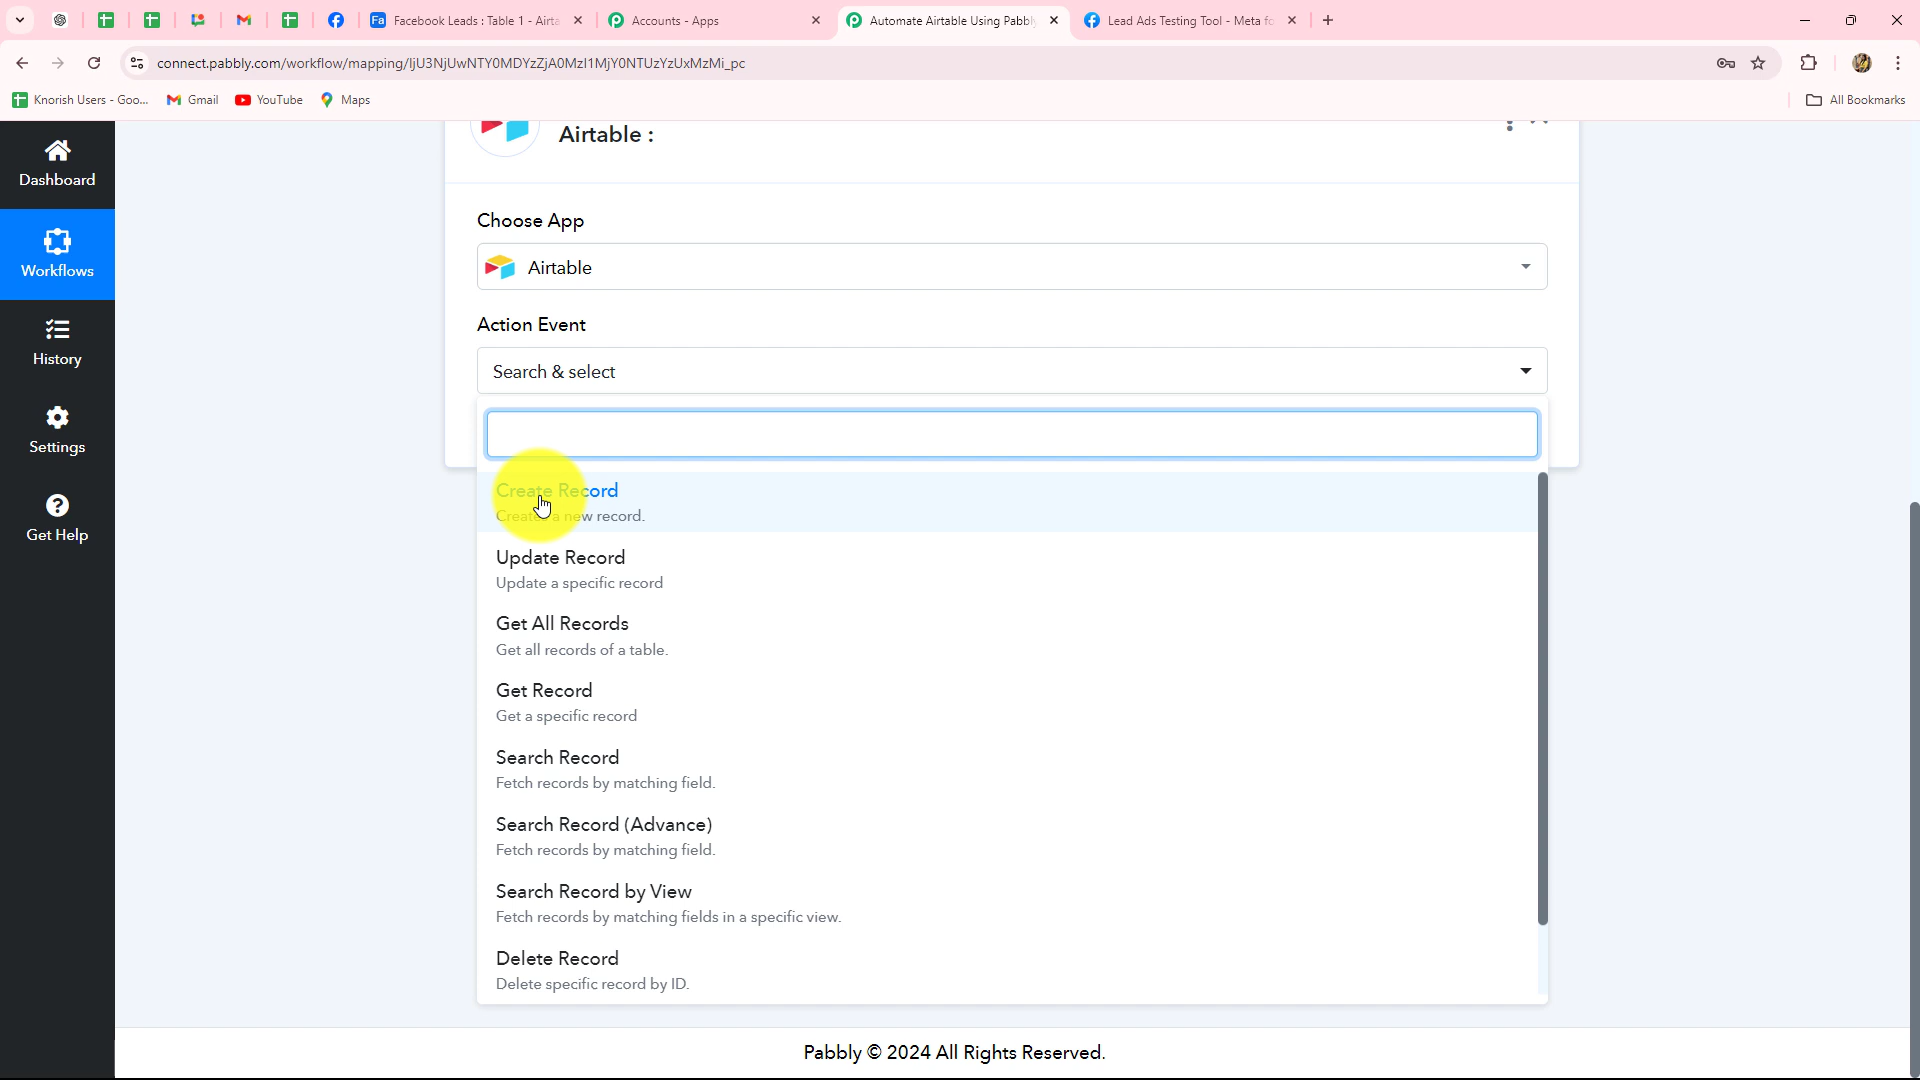 Facebook Leads : Table 1 - Airta
Accounts - Apps
Automate Airtable Using Pabbly
Lead Ads Testing Tool - Meta fo
connect.pabbly.com/workflow/mapping/IjU3NjUwNTY0MDYzZjA0MzI1MjY0NTUzYzUxMzMi_pc
Knorish Users - Goo...
Gmail
YouTube
Maps
All Bookmarks
Dashboard
Workflows
History
Settings
Get Help
Airtable :
Choose App
Airtable
Action Event
Search & select
Create Record
Creates a new record.
Update Record
Update a specific record
Get All Records
Get all records of a table.
Get Record
Get a specific record
Search Record
Fetch records by matching field.
Search Record (Advance)
Fetch records by matching field.
Search Record by View
Fetch records by matching fields in a specific view.
Delete Record
Delete specific record by ID.
Pabbly © 2024 All Rights Reserved.